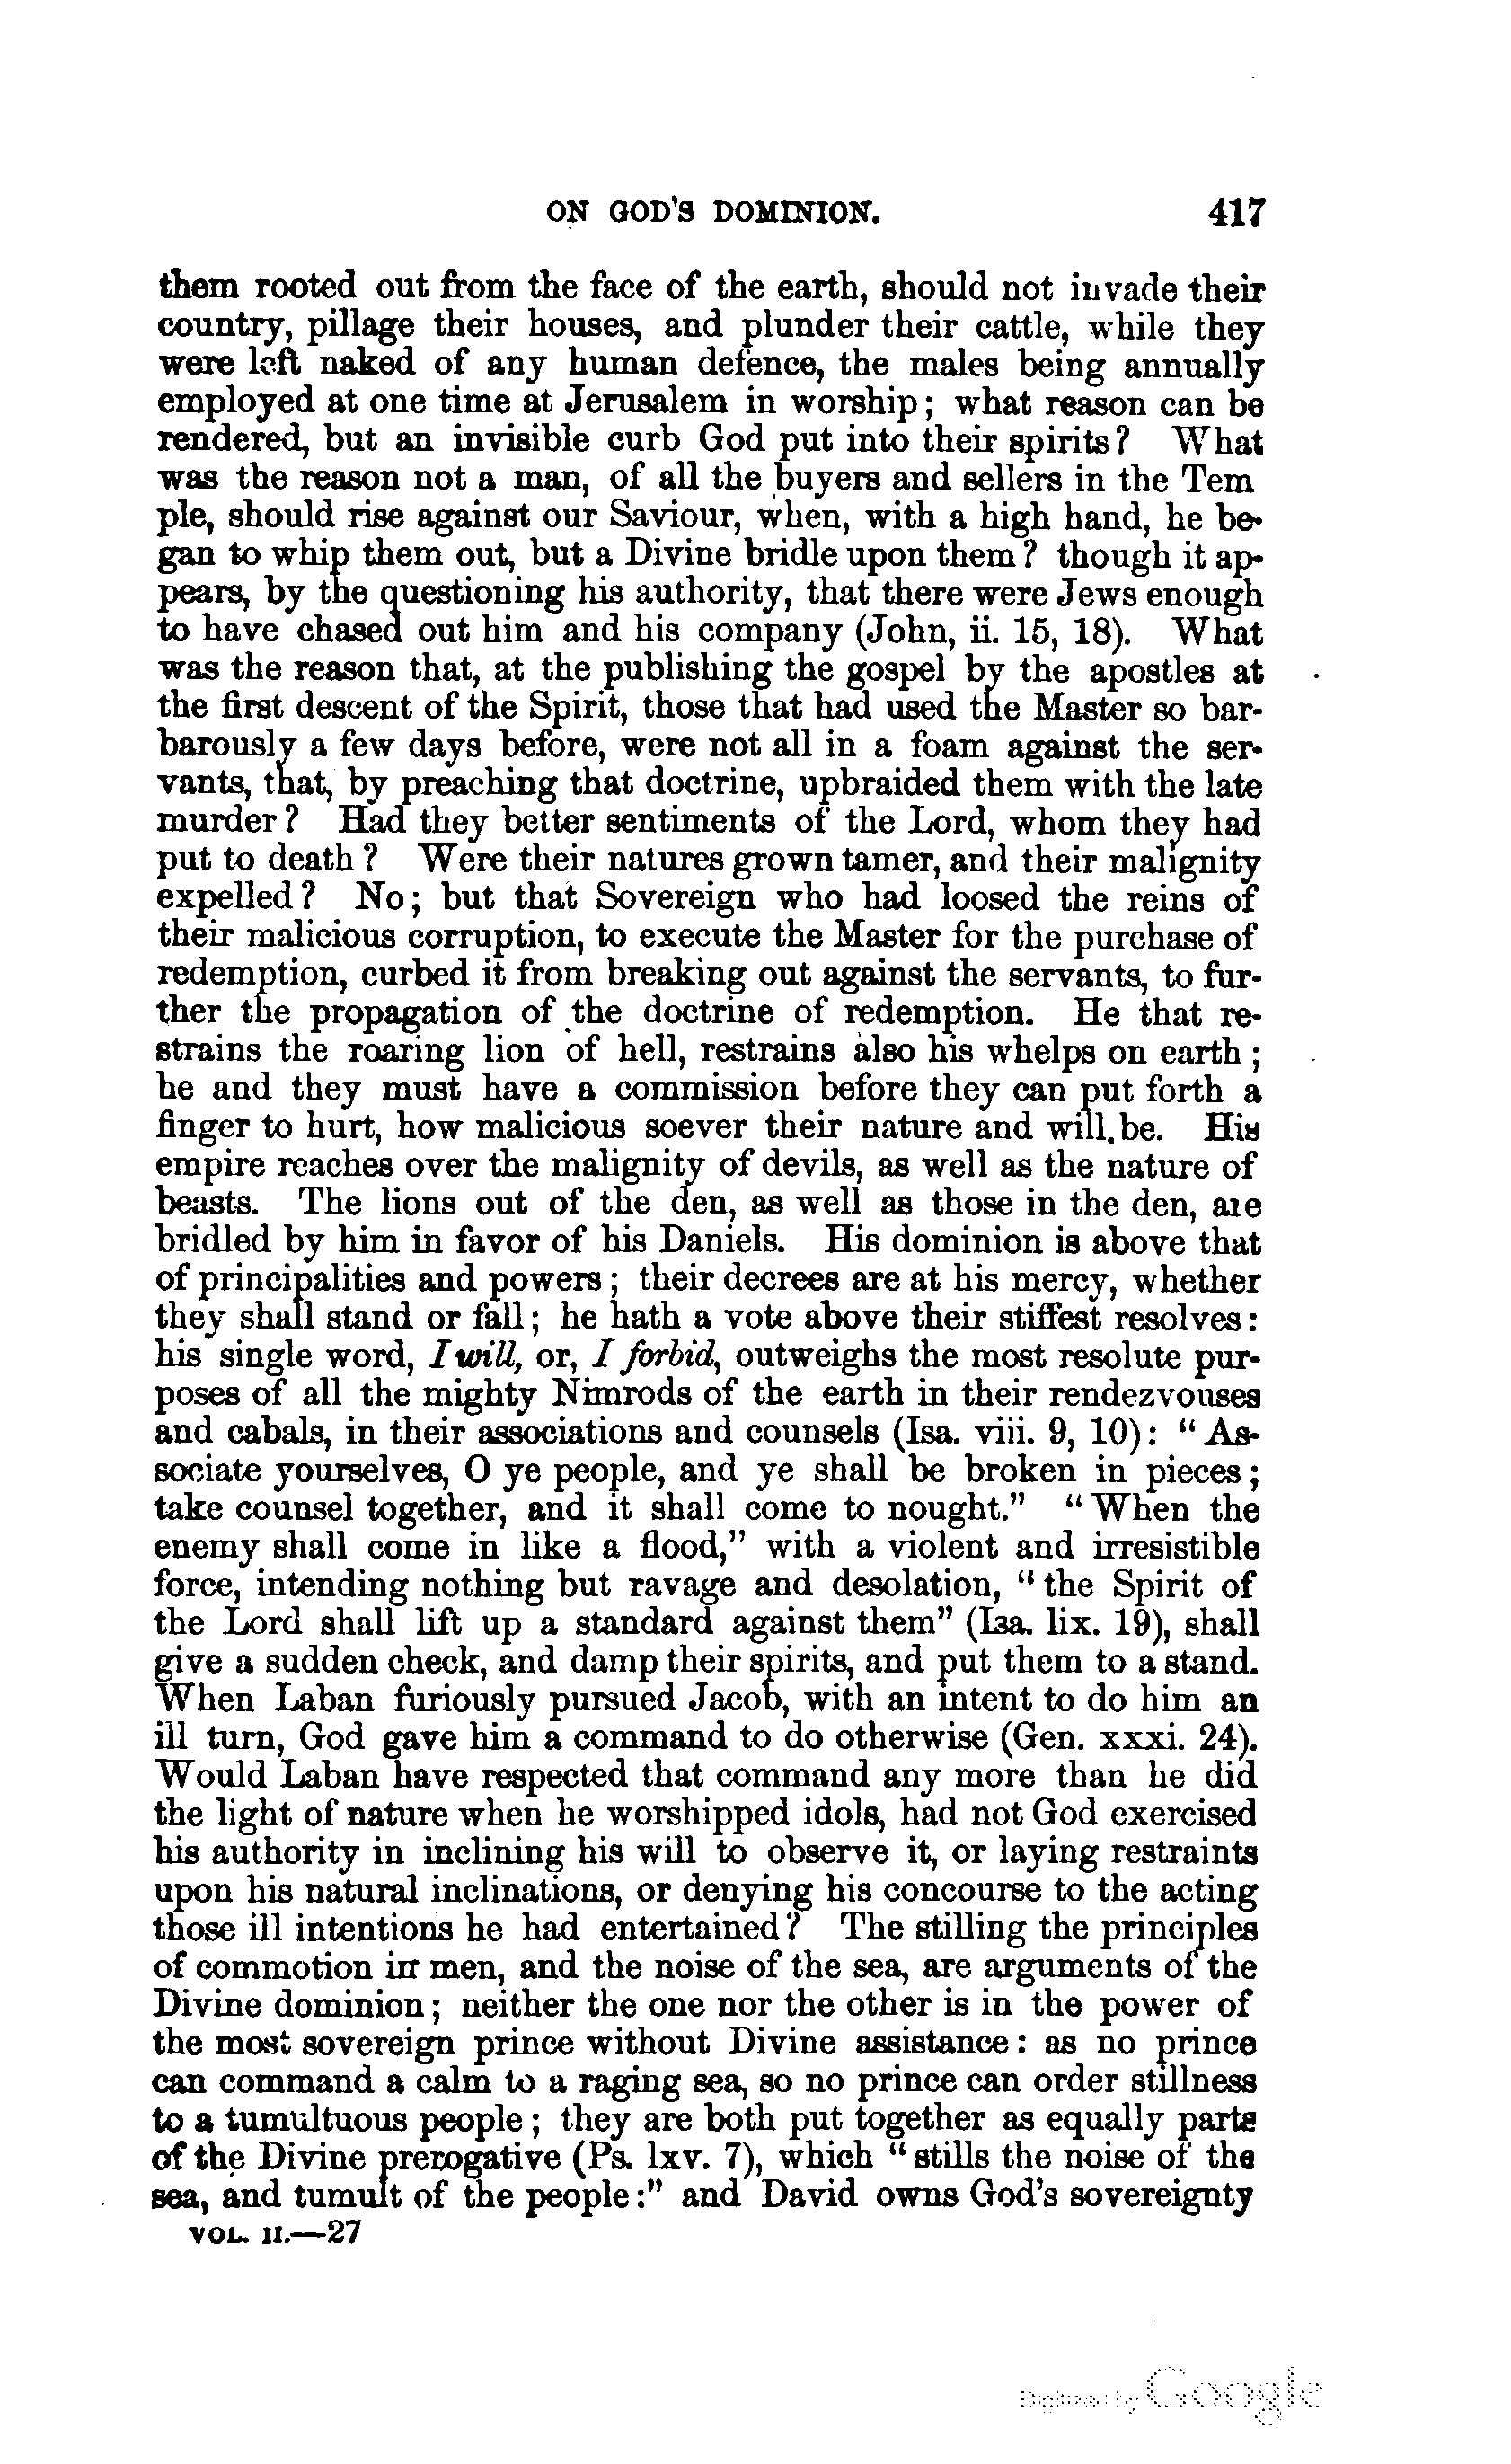 ON GOD'S DOMINION. 417
them rooted out from the face of the earth, should not invade their
country, pillage their houses, and plunder their cattle, while they
were left naked of any human defence, the males being annually
employed at one time at Jerusalem in worship; what reason can be
rendered, but an invisible curb God put into their spirits? What
was the reason not a man, of all the buyers and sellers in the Tem
ple, should rise against our Saviour, when, with a high hand, he be-
gan to whip them out, but a Divine bridle upon them? though it ap-
pears, by the questioning his authority, that there were Jews enough
to have chased out him and his company (John, ii. 15, 18). What
was the reason that, at the publishing the gospel by the apostles at
the first descent of the Spirit, those that had used the Master so bar-
barously a few days before, were not all in a foam against the ser-
vants, that, by preaching that doctrine, upbraided them with the late
murder? Had they better sentiments of the Lord, whom they had
put to death? Were their natures grown tamer, and their malignity
expelled? No; but that Sovereign who had loosed the reins of
their malicious corruption, to execute the Master for the purchase of
redemption, curbed it from breaking out against the servants, to fur-
ther the propagation of the doctrine of redemption. He that re-
strains the roaring lion of hell, restrains also his whelps on earth;
he and they must have a commission before they can put forth a
finger to hurt, how malicious soever their nature and will be. His
empire reaches over the malignity of devils, as well as the nature of
beasts. The lions out of the den, as well as those in the den, are
bridled by him in favor of his Daniels. His dominion is above that
of principalities and powers; their decrees are at his mercy, whether
they shall stand or fall; he hath a vote above their stiffest resolves:
his single word, I will, or, I forbid, outweighs the most resolute pur-
poses of all the mighty Nimrods of the earth in their rendezvouses
and cabals, in their associations and counsels (Isa. viii. 9, 10): "As-
sociate yourselves, O ye people, and ye shall be broken in pieces;
take counsel together, and it shall come to nought." "When the
enemy shall come in like a flood," with a violent and irresistible
force, intending nothing but ravage and desolation, "the Spirit of
the Lord shall lift up a standard against them" (Isa. lix. 19), shall
give a sudden check, and damp their spirits, and put them to a stand.
When Laban furiously pursued Jacob, with an intent to do him an
ill turn, God gave him a command to do otherwise (Gen. xxxi. 24).
Would Laban have respected that command any more than he did
the light of nature when he worshipped idols, had not God exercised
his authority in inclining his will to observe it, or laying restraints
upon his natural inclinations, or denying his concourse to the acting
those ill intentions he had entertained? The stilling the principles
of commotion in men, and the noise of the sea, are arguments of the
Divine dominion; neither the one nor the other is in the power of
the most sovereign prince without Divine assistance: as no prince
can command a calm to a raging sea, so no prince can order stillness
to a tumultuous people; they are both put together as equally parts
of the Divine prerogative (Ps. lxv. 7), which "stills the noise of the
sea, and tumult of the people:" and David owns God's sovereignty
VOL. II.—27
Digitized by Google